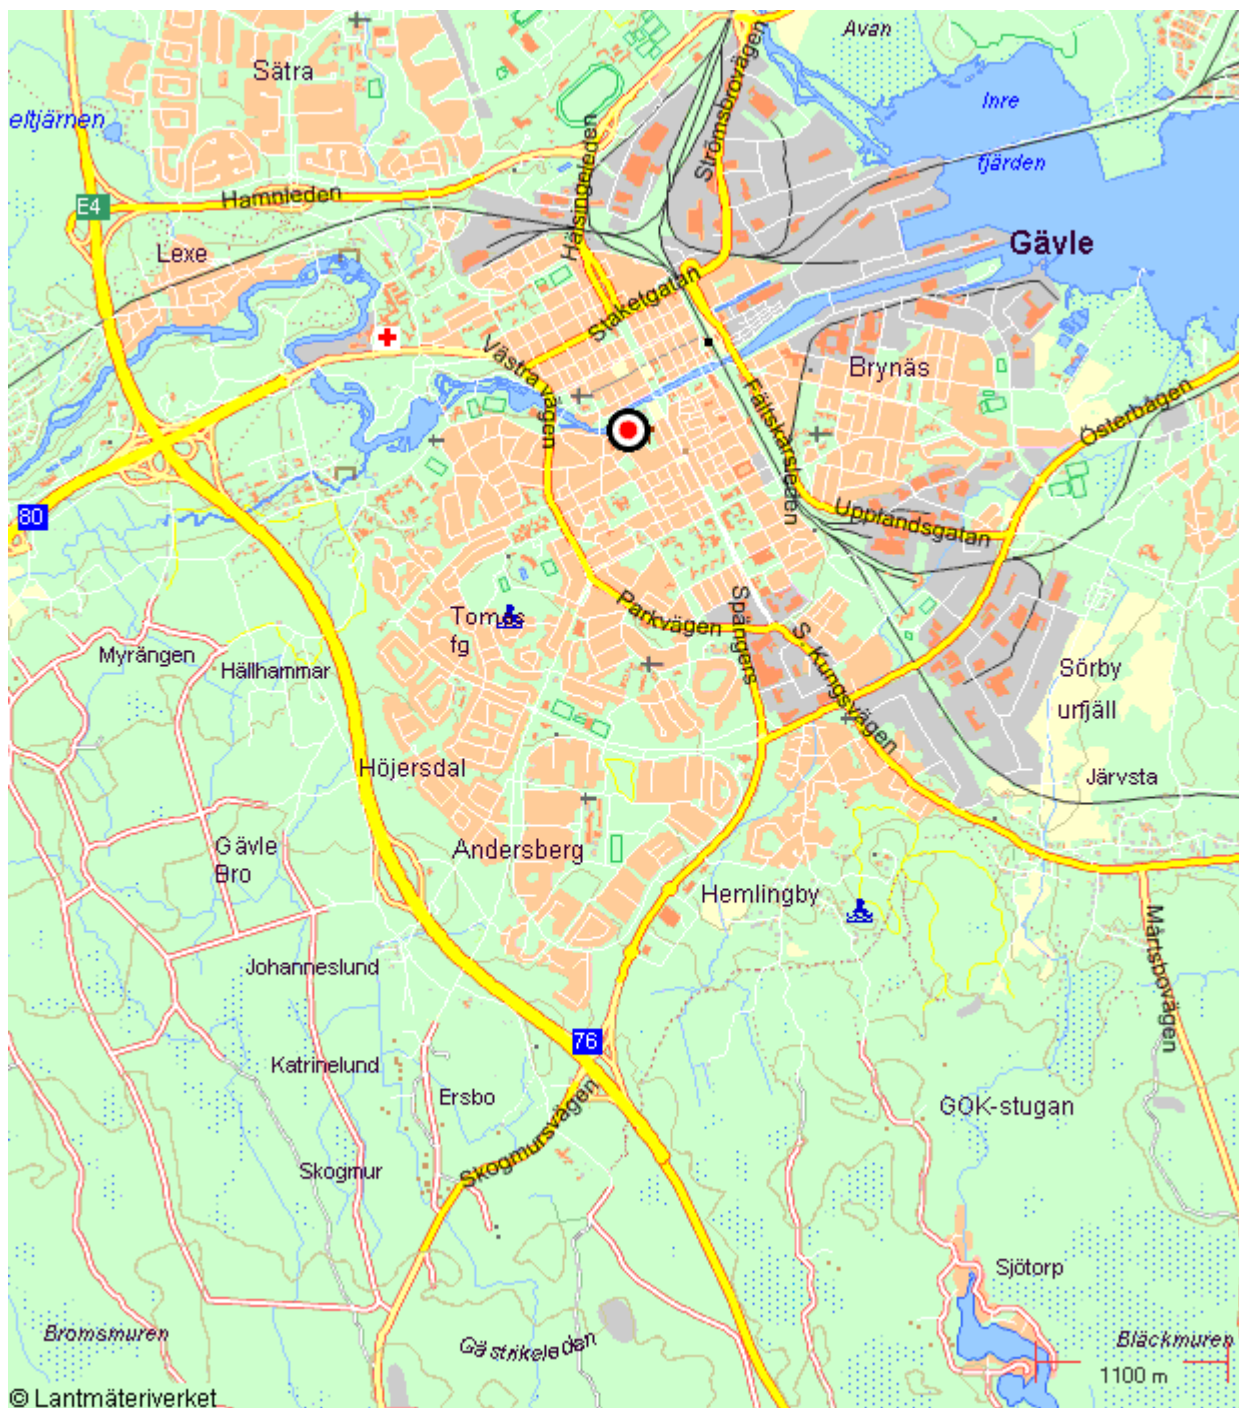 Avan
Sätra
Inre
eltjärnen
fjärden
Strömsbrovägen
Hälsingeleden
Hamnleden
E4
Lexe
Gävle
Staketgatan
Västra vägen
Brynäs
Fältskärsleden
Österbågen
80
Upplandsgatan
Spängers
Parkvägen
Tornes
fg
S. Kungsvägen
Myrängen
Hällhammar
Sörby
urfjäll
Höjersdal
Järvsta
Gävle
Bro
Andersberg
Hemlingby
Mårtsbovägen
Johanneslund
76
Katrinelund
Ersbo
GOK-stugan
Skogmursvägen
Skogmur
Sjötorp
Bromsmuren
Gästrikeleden
Bläckmuren
1100 m
© Lantmäteriverket